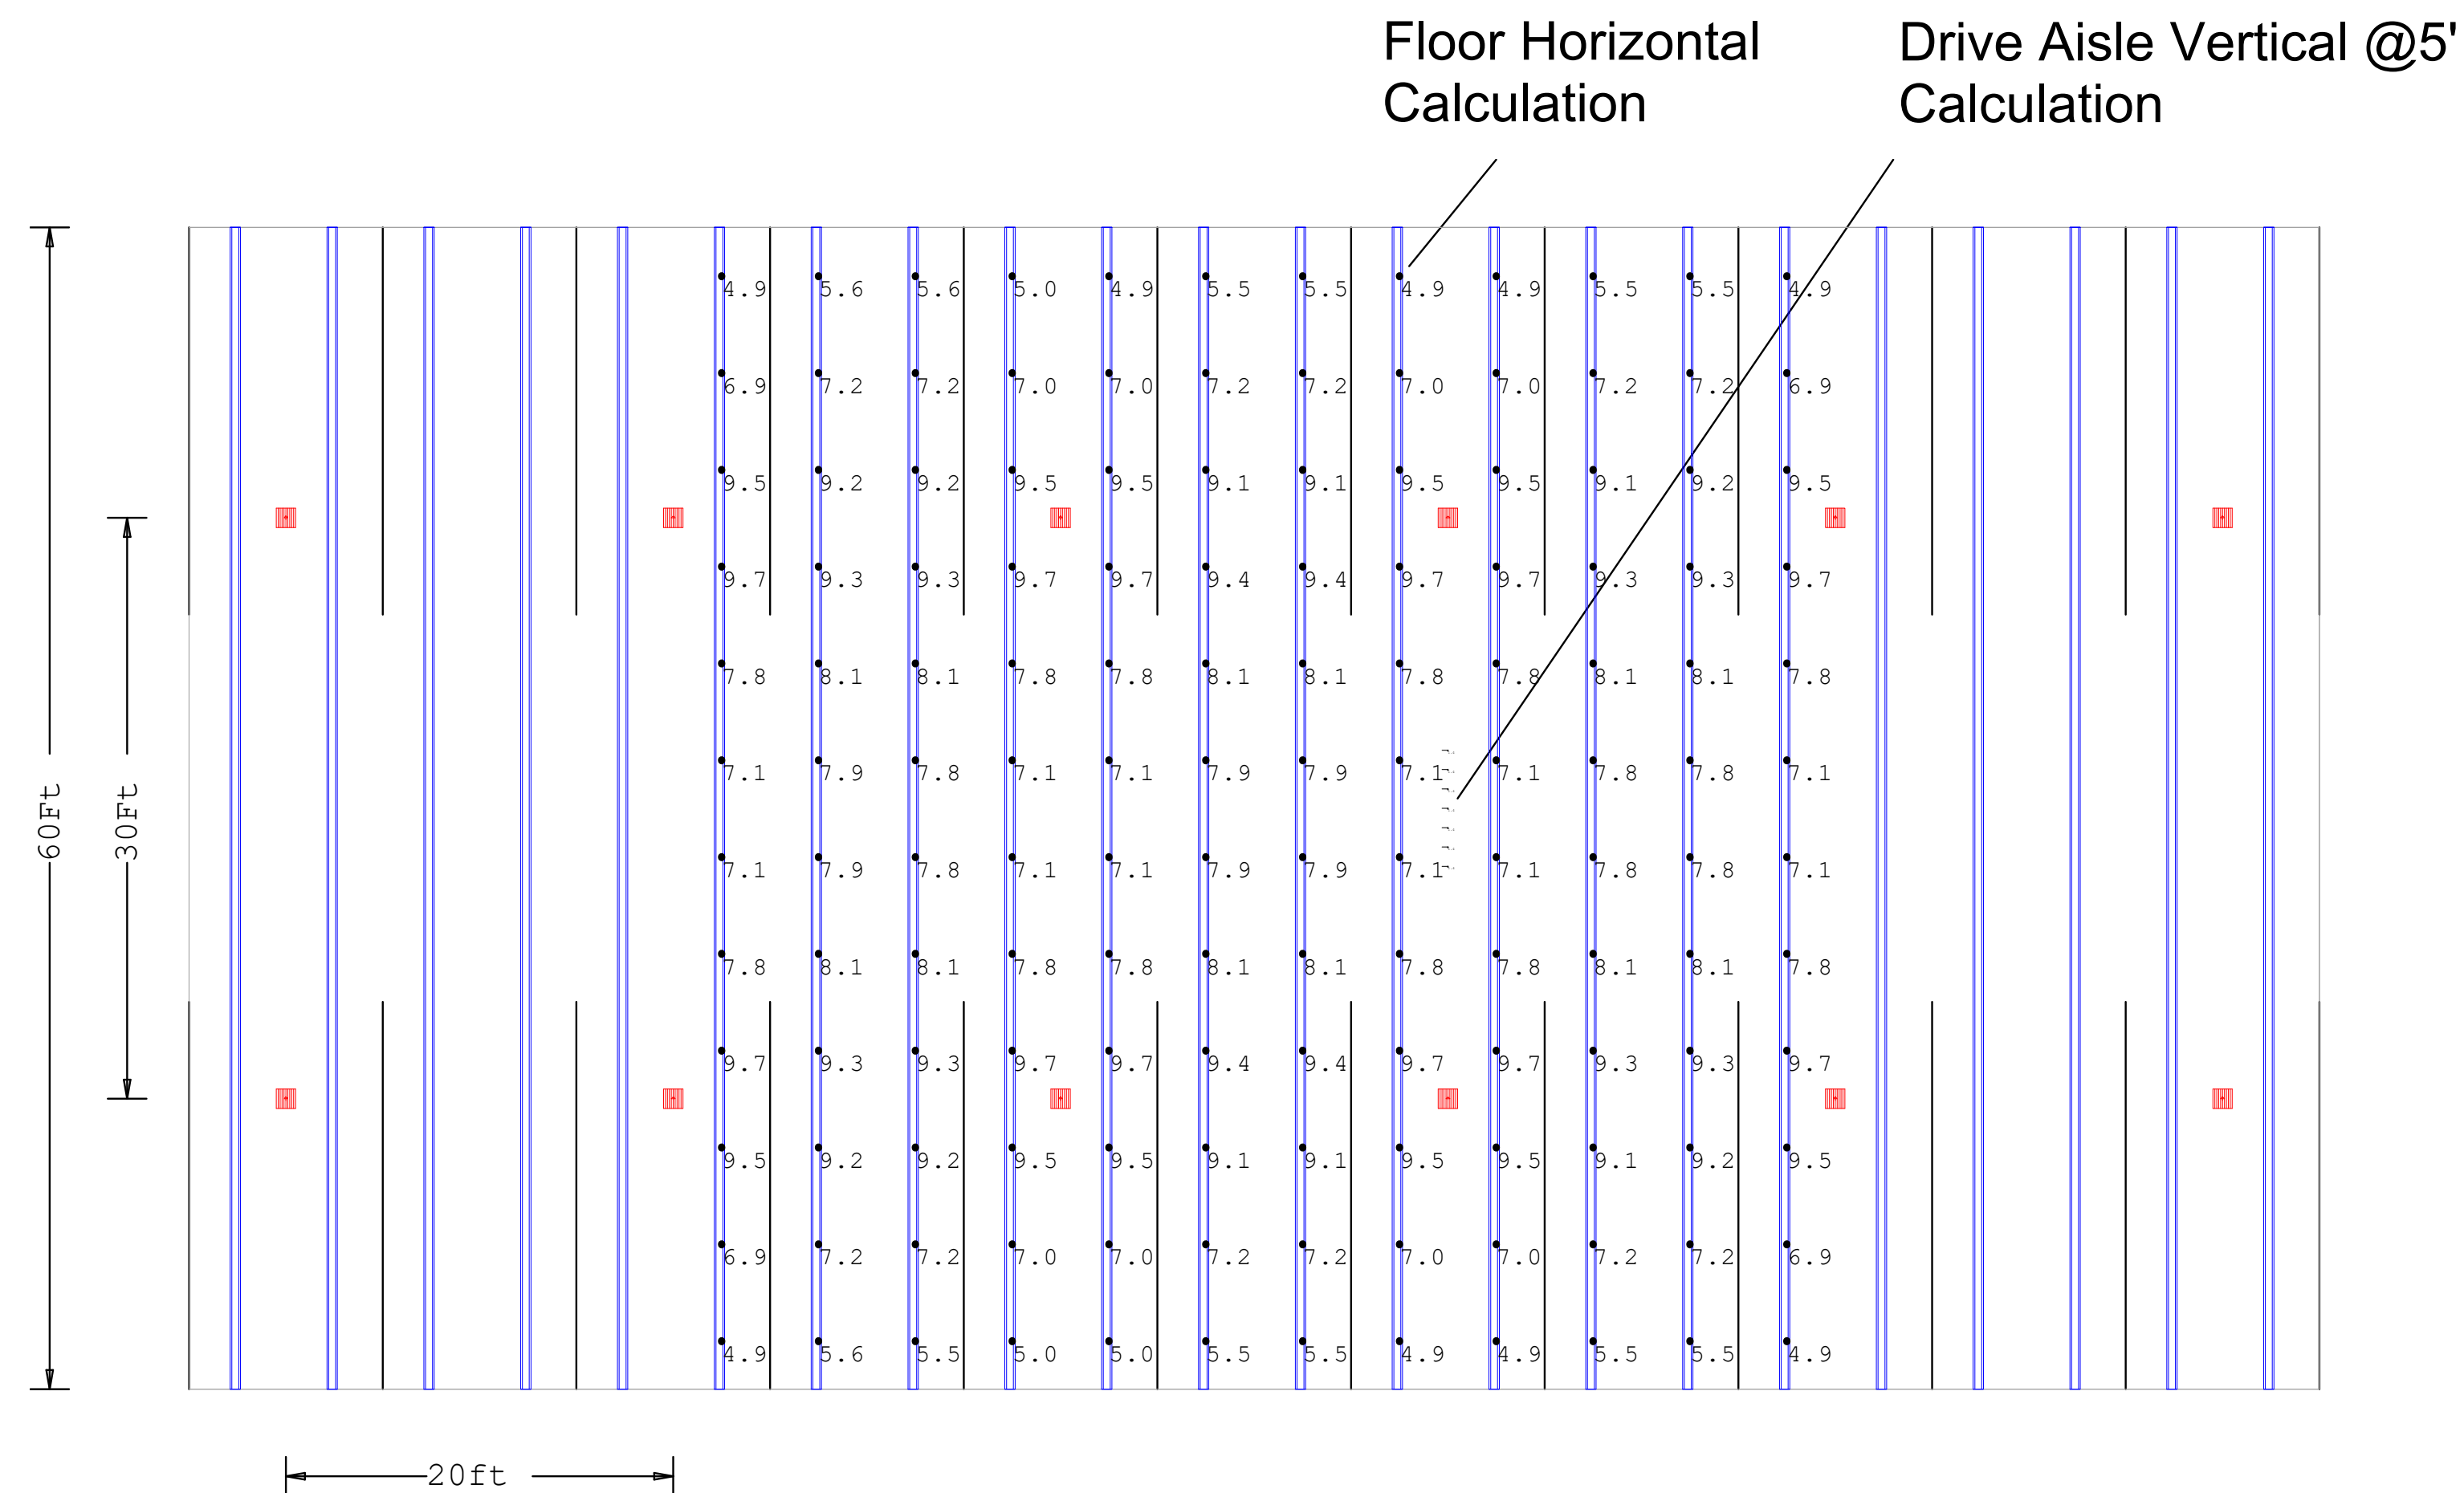 Floor Horizontal Drive Aisle Vertical @5'
Calculation Calculation
4.9 5.6 5.6 5.0 4.9 5.5 5.5 4.9 4.9 5.5 5.5 4.9
6.9 7.2 7.2 7.0 7.0 7.2 7.2 7.0 7.0 7.2 7.2 6.9
9.5 9.2 9.2 9.5 9.5 9.1 9.1 9.5 9.5 9.1 9.2 9.5
9.7 9.3 9.3 9.7 9.7 9.4 9.4 9.7 9.7 9.3 9.3 9.7
7.8 8.1 8.1 7.8 7.8 8.1 8.1 7.8 7.8 8.1 8.1 7.8
7.1 7.9 7.8 7.1 7.1 7.9 7.9 7.1 7.1 7.8 7.8 7.1
60Ft
30Ft
7.1 7.9 7.8 7.1 7.1 7.9 7.9 7.1 7.1 7.8 7.8 7.1
7.8 8.1 8.1 7.8 7.8 8.1 8.1 7.8 7.8 8.1 8.1 7.8
9.7 9.3 9.3 9.7 9.7 9.4 9.4 9.7 9.7 9.3 9.3 9.7
9.5 9.2 9.2 9.5 9.5 9.1 9.1 9.5 9.5 9.1 9.2 9.5
6.9 7.2 7.2 7.0 7.0 7.2 7.2 7.0 7.0 7.2 7.2 6.9
4.9 5.6 5.5 5.0 5.0 5.5 5.5 4.9 4.9 5.5 5.5 4.9
20ft